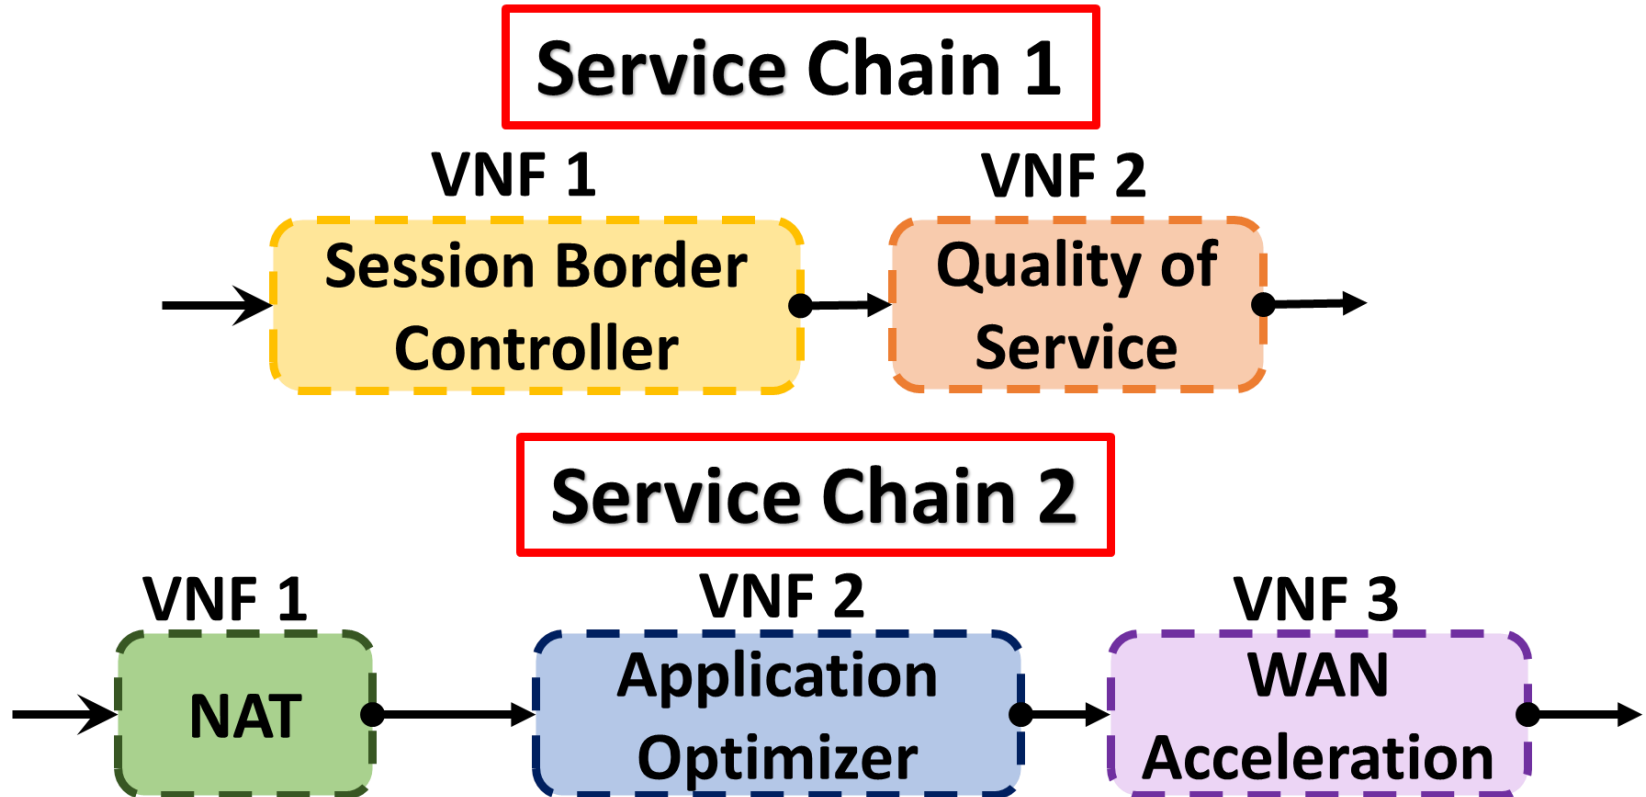 Service Chain 1
VNF 1
VNF 2
Session Border
Controller
Quality of
Service
Service Chain 2
VNF 1
VNF 2
VNF 3
NAT
Application
Optimizer
WAN
Acceleration